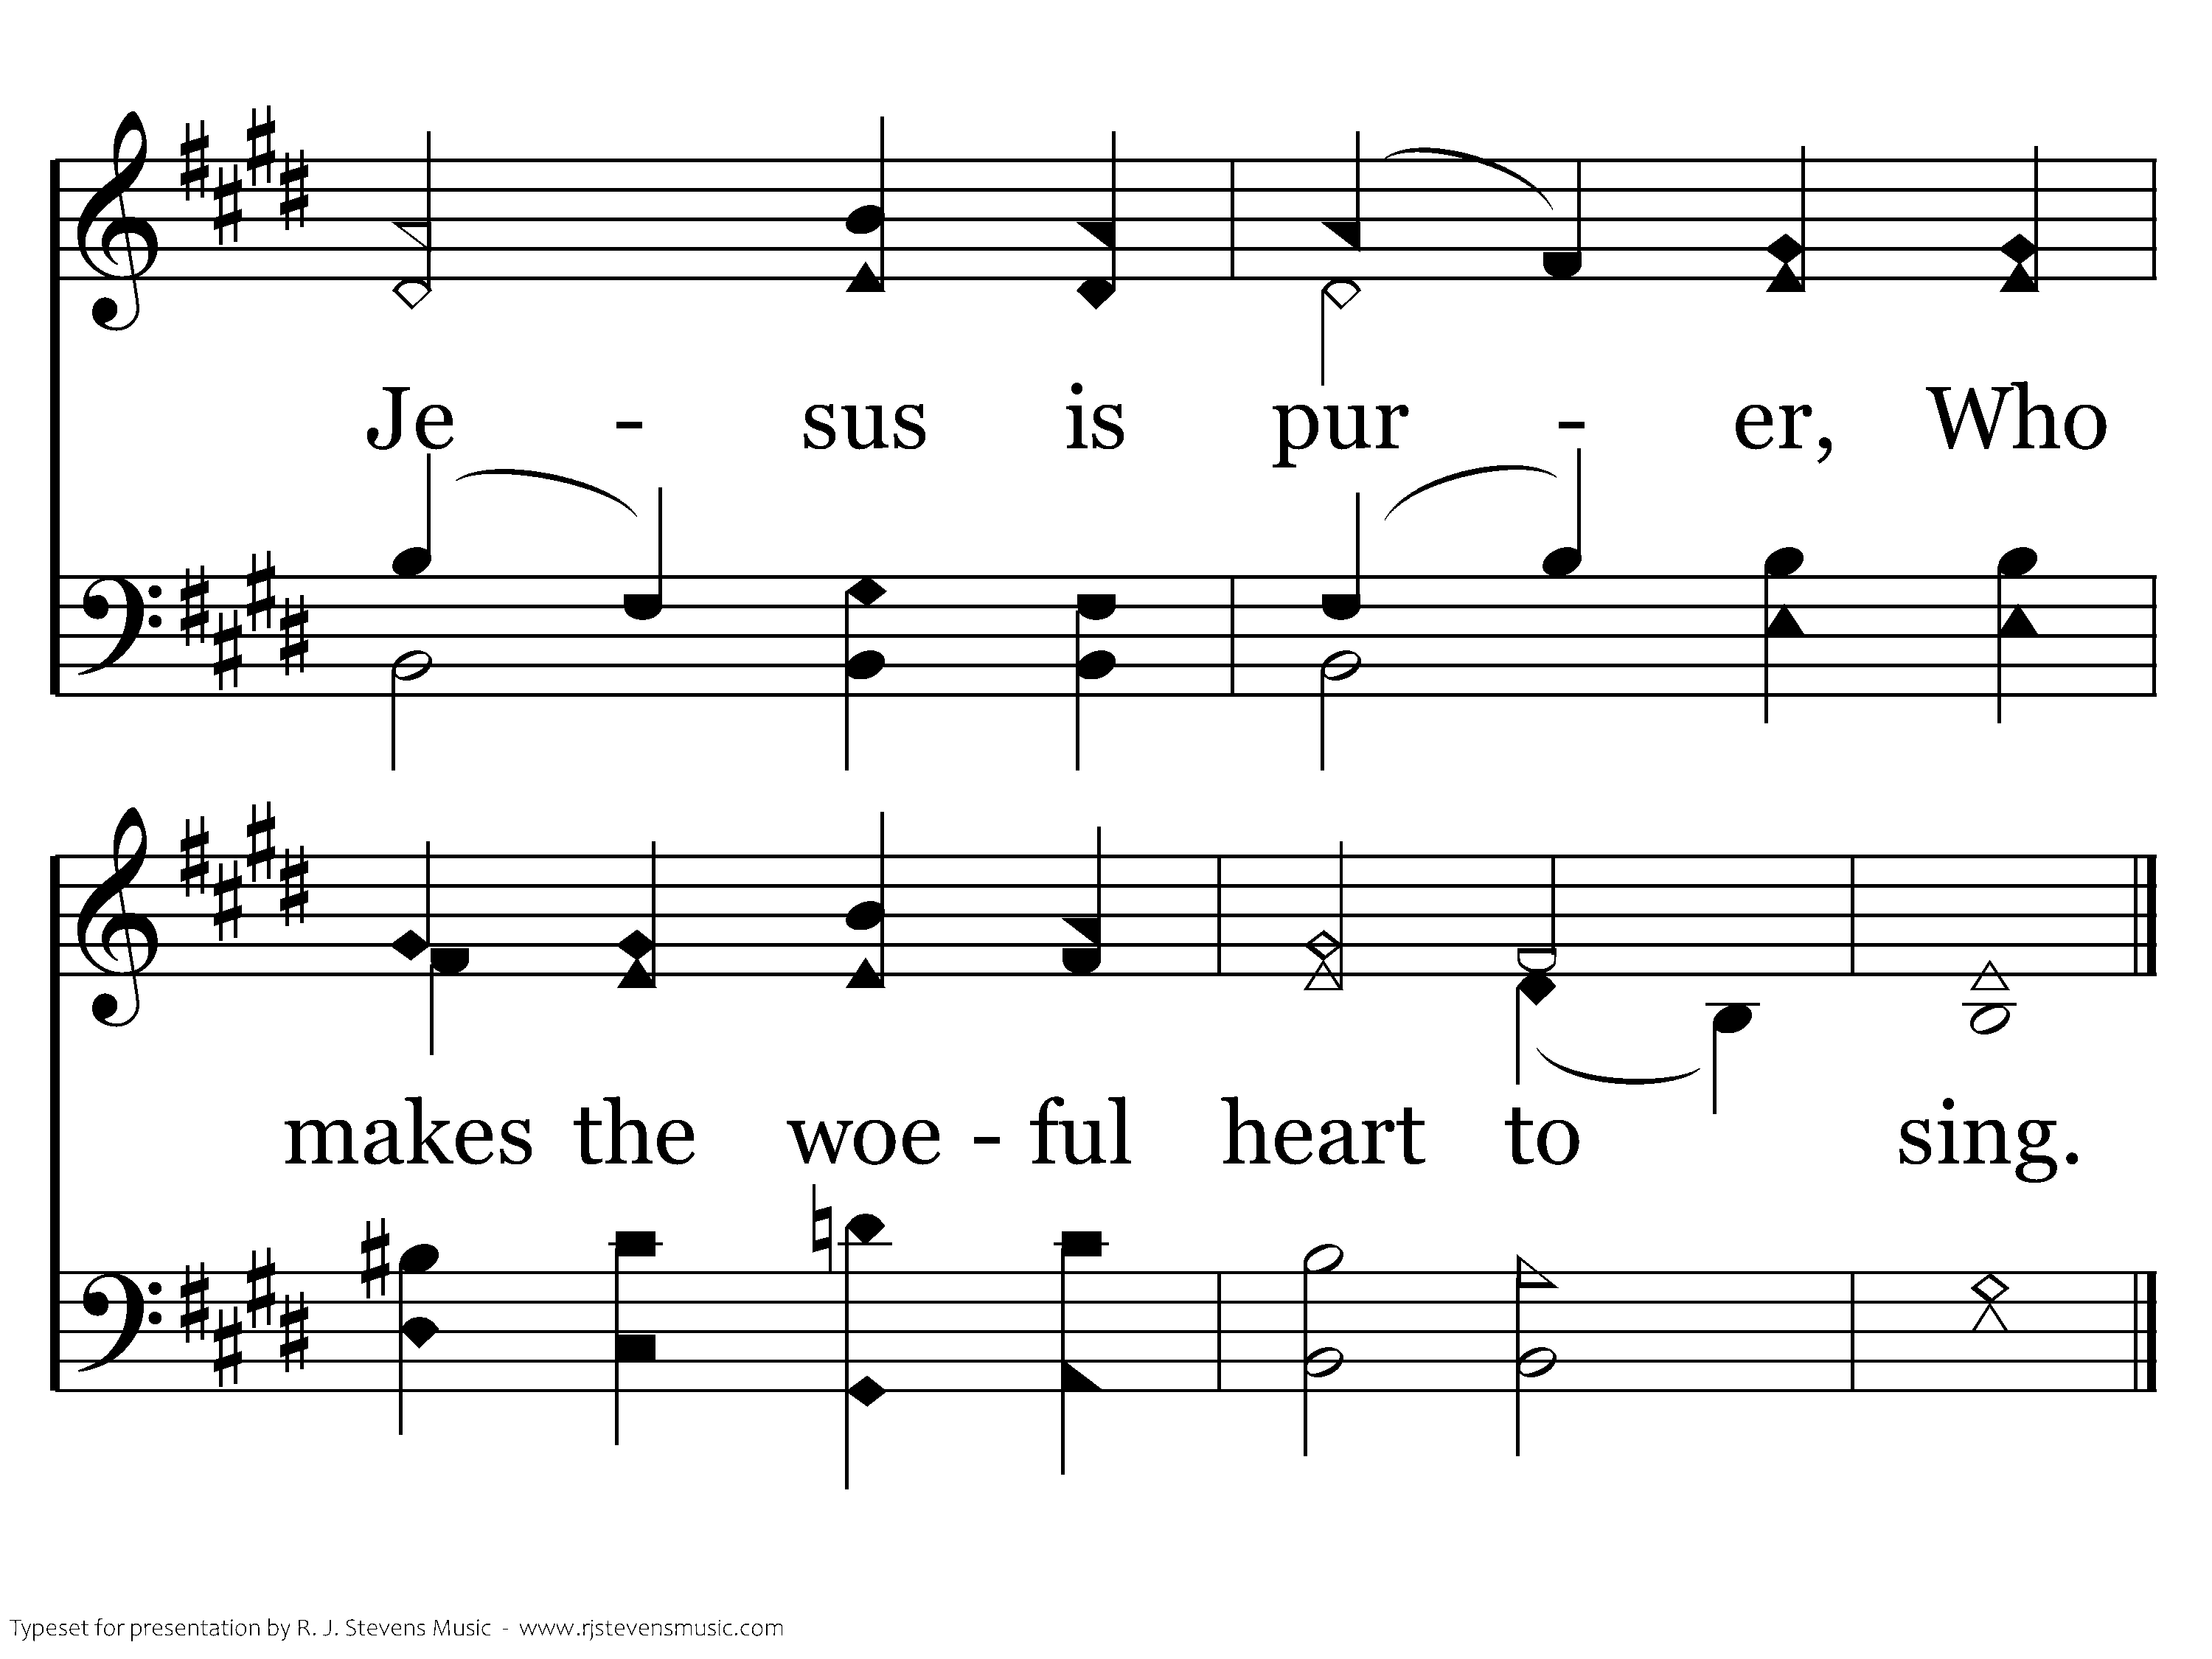 Je - sus is pur - er, Who
makes the woe - ful heart to sing.
Typeset for presentation by R. J. Stevens Music - www.rjstevensmusic.com